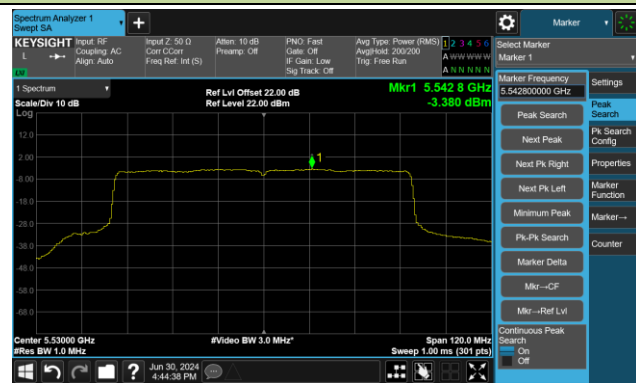 Spectrum Analyzer 1
Swept SA
Marker
KEYSIGHT
L
Input: RF
Coupling: AC
Align: Auto
Input Z: 50 Ω
Corr CCorr
Freq Ref: Int (S)
Atten: 10 dB
Preamp: Off
PNO: Fast
Gate: Off
IF Gain: Low
Sig Track: Off
Avg Type: Power (RMS)
Avg|Hold: 200/200
Trig: Free Run
1 2 3 4 5 6
A W W W W W
A N N N N N
Select Marker
Marker 1
1 Spectrum
Scale/Div 10 dB
Log
Ref Lvl Offset 22.00 dB
Ref Level 22.00 dBm
Mkr1 5.542 8 GHz
-3.380 dBm
1
12.0
2.00
-8.00
-18.0
-28.0
-38.0
-48.0
-58.0
-68.0
Center 5.53000 GHz
#Res BW 1.0 MHz
#Video BW 3.0 MHz*
Span 120.0 MHz
Sweep 1.00 ms (301 pts)
Marker Frequency
5.542800000 GHz
Peak Search
Next Peak
Next Pk Right
Next Pk Left
Minimum Peak
Pk-Pk Search
Marker Delta
Mkr→CF
Mkr→Ref Lvl
Continuous Peak
Search
On
Off
Settings
Peak
Search
Pk Search
Config
Properties
Marker
Function
Marker→
Counter
?
Jun 30, 2024
4:44:38 PM